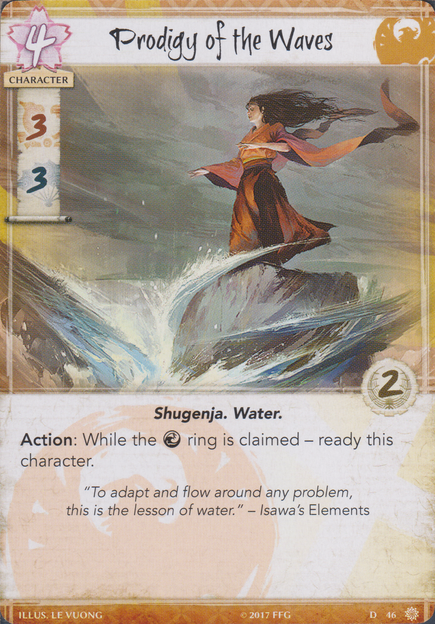 4
Prodigy of the Waves
CHARACTER
3
3
2
Shugenja. Water.
Action: While the ring is claimed – ready this
character.
“To adapt and flow around any problem,
this is the lesson of water.” – Isawa’s Elements
ILLUS. LE VUONG
© 2017 FFG
D 46